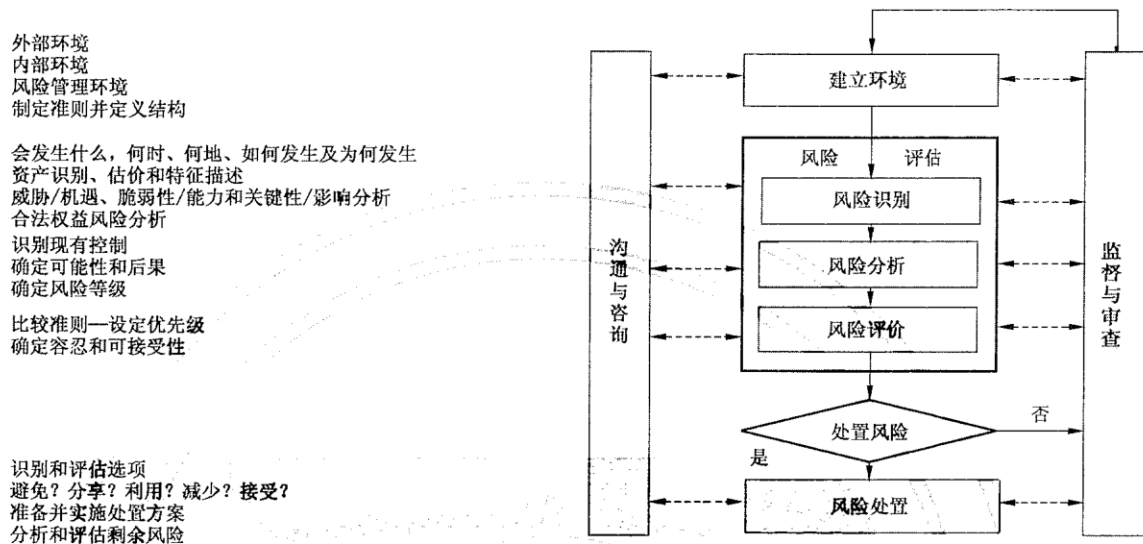 外部环境
内部环境
风险管理环境
制定准则并定义结构
会发生什么，何时、何地、如何发生及为何发生
资产识别、估价和特征描述
威胁/机遇、脆弱性/能力和关键性/影响分析
合法权益风险分析
识别现有控制
确定可能性和后果
确定风险等级
比较准则—设定优先级
确定容忍和可接受性
识别和评估选项
避免？分享？利用？减少？接受？
准备并实施处置方案
分析和评估剩余风险
沟通与咨询
建立环境
风险 评估
风险识别
风险分析
风险评价
处置风险
否
是
风险处置
监督与审查